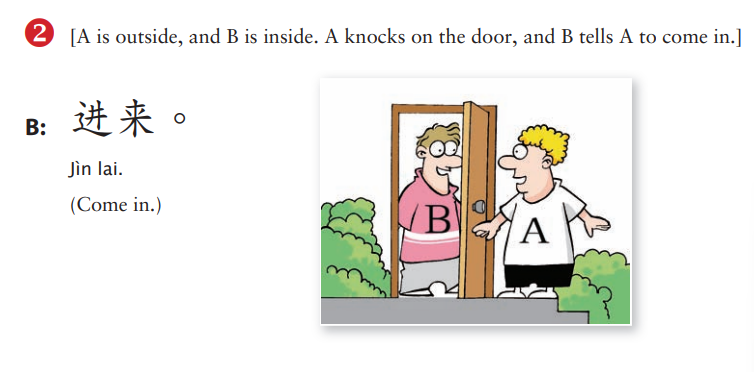 2 [A is outside, and B is inside. A knocks on the door, and B tells A to come in.]
B: 进来。
Jìn lai.
(Come in.)
B
A